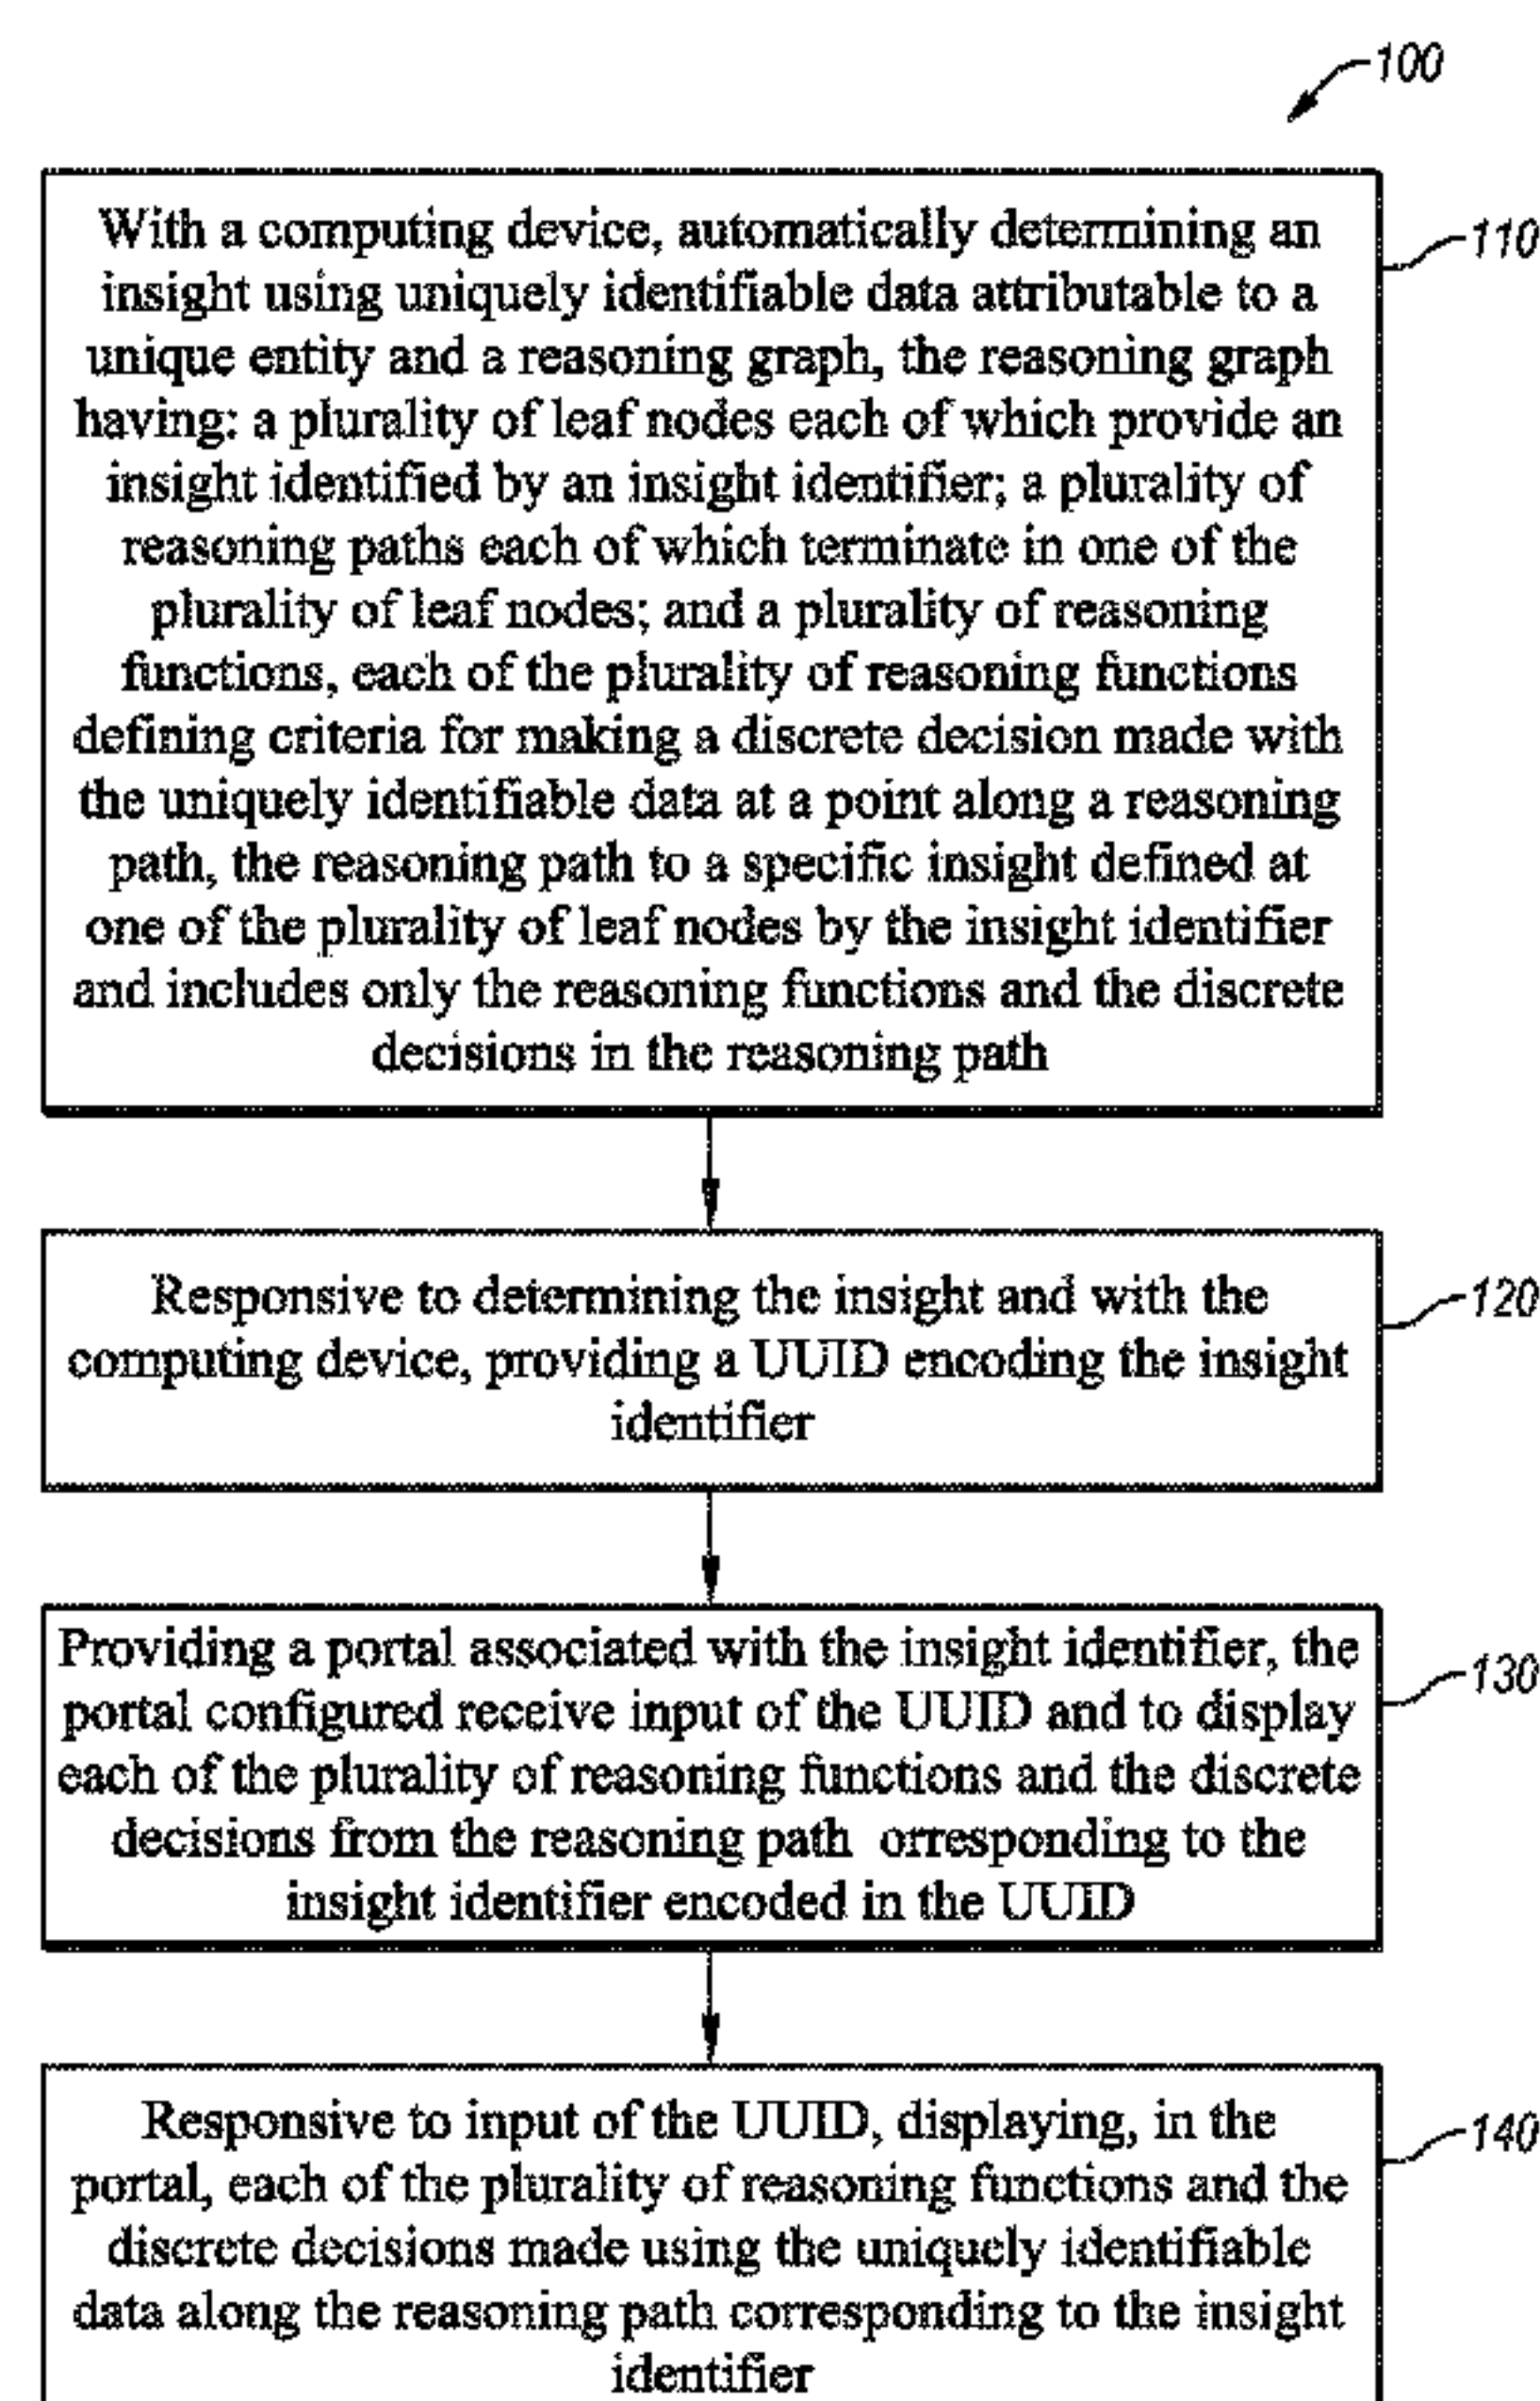 100
With a computing device, automatically determining an
insight using uniquely identifiable data attributable to a
unique entity and a reasoning graph, the reasoning graph
having: a plurality of leaf nodes each of which provide an
insight identified by an insight identifier; a plurality of
reasoning paths each of which terminate in one of the
plurality of leaf nodes; and a plurality of reasoning
functions, each of the plurality of reasoning functions
defining criteria for making a discrete decision made with
the uniquely identifiable data at a point along a reasoning
path, the reasoning path to a specific insight defined at
one of the plurality of leaf nodes by the insight identifier
and includes only the reasoning functions and the discrete
decisions in the reasoning path
110
Responsive to determining the insight and with the
computing device, providing a UUID encoding the insight
identifier
120
Providing a portal associated with the insight identifier, the
portal configured receive input of the UUID and to display
each of the plurality of reasoning functions and the discrete
decisions from the reasoning path orresponding to the
insight identifier encoded in the UUID
130
Responsive to input of the UUID, displaying, in the
portal, each of the plurality of reasoning functions and the
discrete decisions made using the uniquely identifiable
data along the reasoning path corresponding to the insight
identifier
140